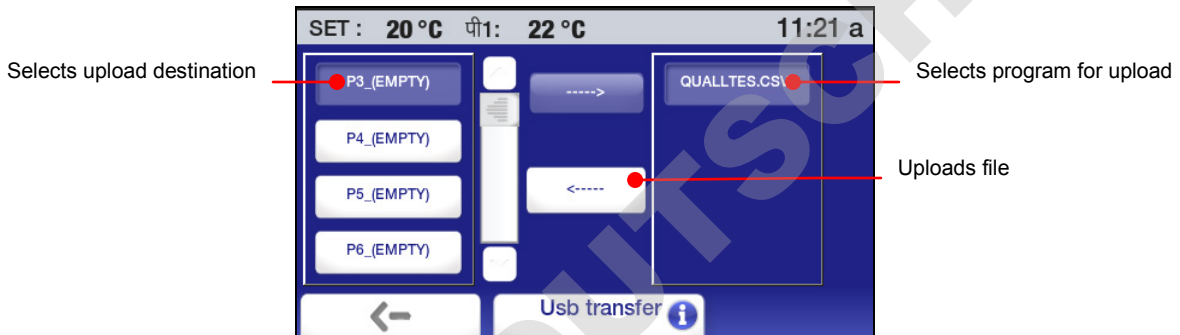 SET : 20 °C पी1: 22 °C 11:21 a
Selects upload destination
P3_(EMPTY)
----->
QUALLTES.CSV
Selects program for upload
P4_(EMPTY)
P5_(EMPTY)
<-----
Uploads file
P6_(EMPTY)
Usb transfer